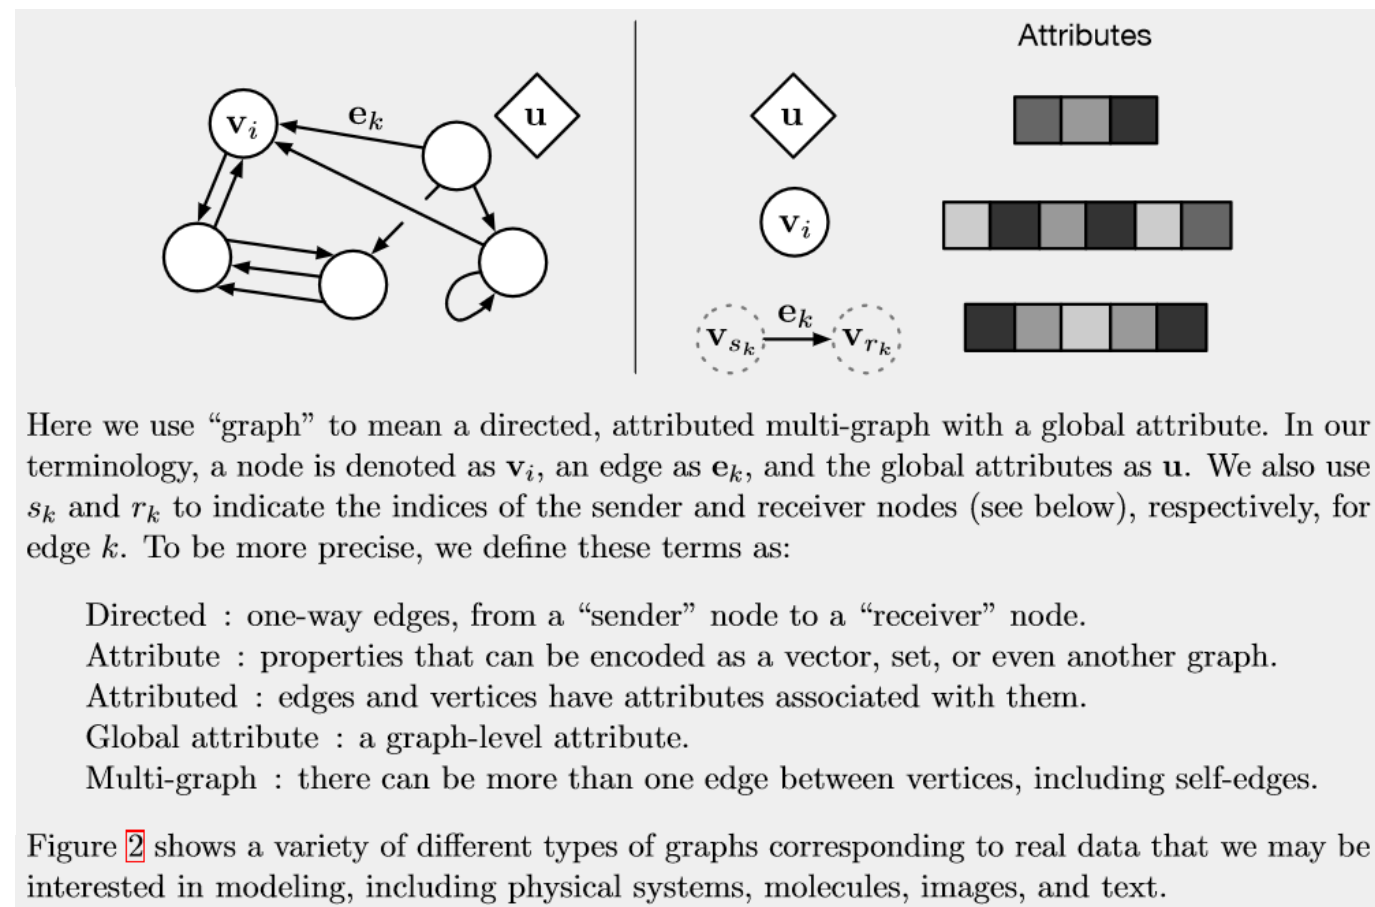 Attributes
v_i
e_k
u
u
v_i
e_k
v_{s_k} v_{r_k}
Here we use “graph” to mean a directed, attributed multi-graph with a global attribute. In our
terminology, a node is denoted as v_i, an edge as e_k, and the global attributes as u. We also use
s_k and r_k to indicate the indices of the sender and receiver nodes (see below), respectively, for
edge k. To be more precise, we define these terms as:
Directed : one-way edges, from a “sender” node to a “receiver” node.
Attribute : properties that can be encoded as a vector, set, or even another graph.
Attributed : edges and vertices have attributes associated with them.
Global attribute : a graph-level attribute.
Multi-graph : there can be more than one edge between vertices, including self-edges.
Figure 2 shows a variety of different types of graphs corresponding to real data that we may be
interested in modeling, including physical systems, molecules, images, and text.